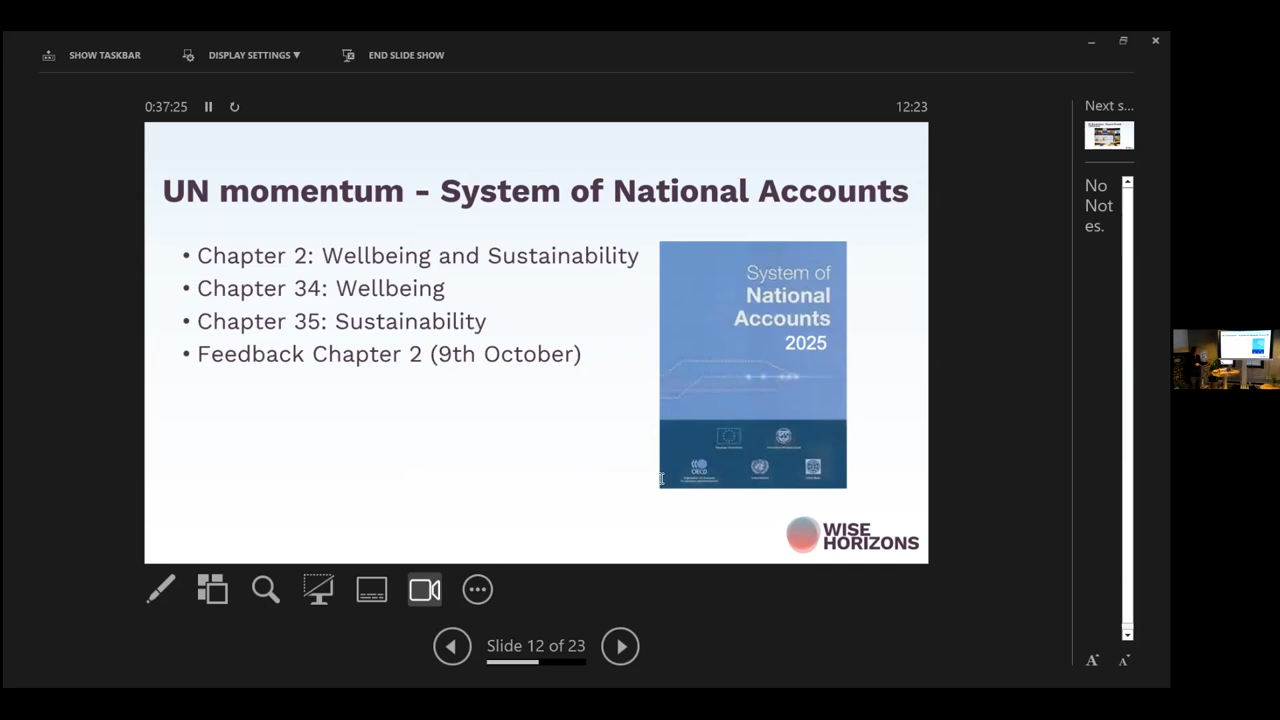 SHOW TASKBAR
DISPLAY SETTINGS ▼
END SLIDE SHOW
0:37:25
12:23
Next s...
UN momentum - System of National Accounts
• Chapter 2: Wellbeing and Sustainability
• Chapter 34: Wellbeing
• Chapter 35: Sustainability
• Feedback Chapter 2 (9th October)
System of
National
Accounts
2025
OECD
WISE
HORIZONS
No
Not
es.
Slide 12 of 23
A
A